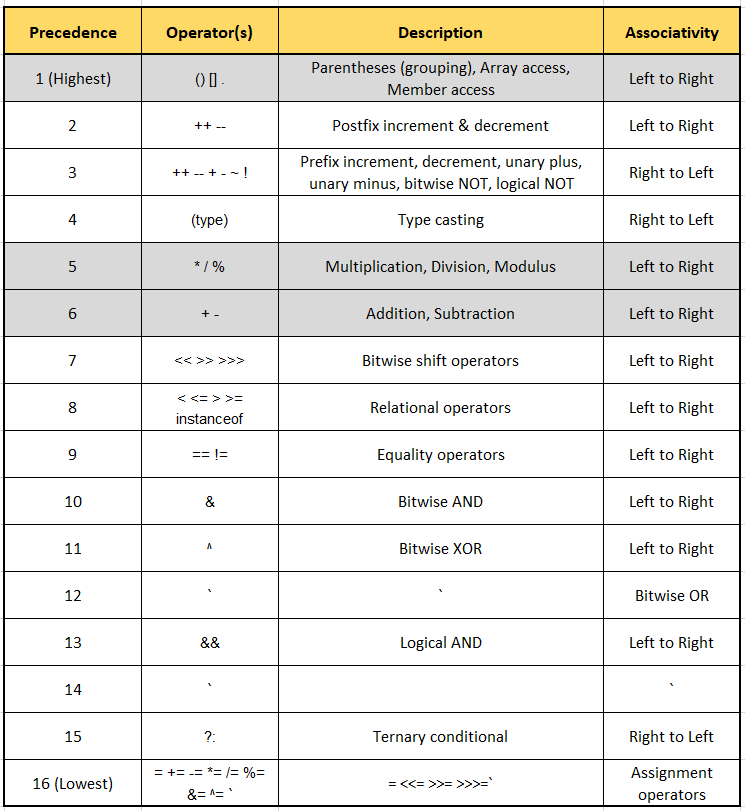 Precedence Operator(s) Description Associativity
1 (Highest) () [] . Parentheses (grouping), Array access, Left to Right
Member access
2 ++ -- Postfix increment & decrement Left to Right
3 ++ -- + - ~ ! Prefix increment, decrement, unary plus, Right to Left
unary minus, bitwise NOT, logical NOT
4 (type) Type casting Right to Left
5 * / % Multiplication, Division, Modulus Left to Right
6 + - Addition, Subtraction Left to Right
7 << >> >>> Bitwise shift operators Left to Right
8 < <= > >= Relational operators Left to Right
instanceof
9 == != Equality operators Left to Right
10 & Bitwise AND Left to Right
11 ^ Bitwise XOR Left to Right
12 ` ` Bitwise OR
13 && Logical AND Left to Right
14 ` `
15 ?: Ternary conditional Right to Left
16 (Lowest) = += -= *= /= %= = <<= >>= >>>=` Assignment
&= ^= ` operators